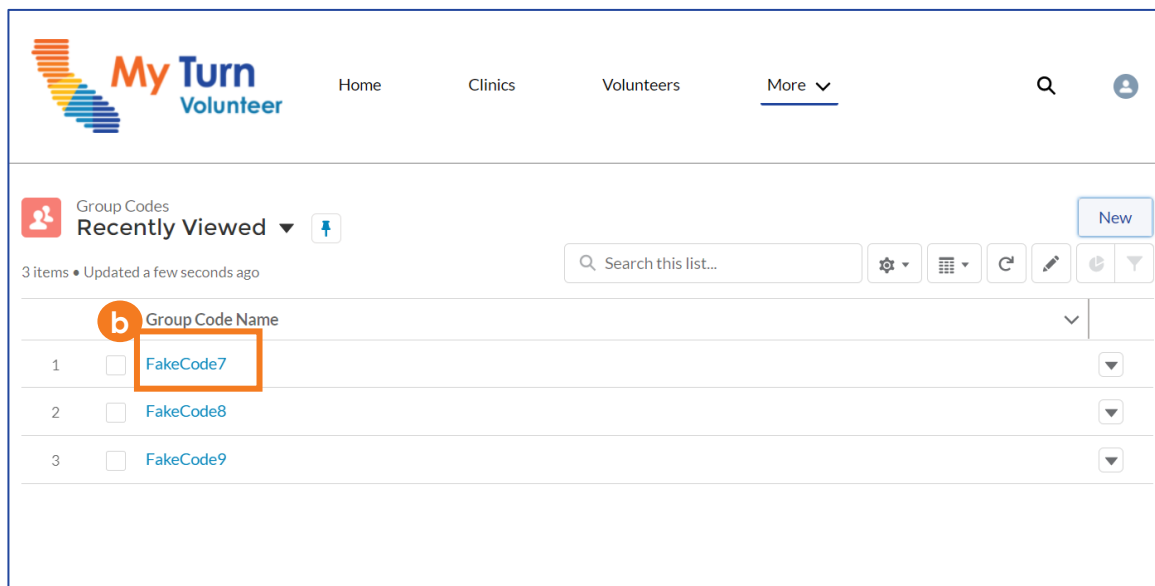 My Turn
Volunteer
Home Clinics Volunteers More
Group Codes
Recently Viewed
New
3 items • Updated a few seconds ago
Search this list...
b Group Code Name
1 FakeCode7
2 FakeCode8
3 FakeCode9